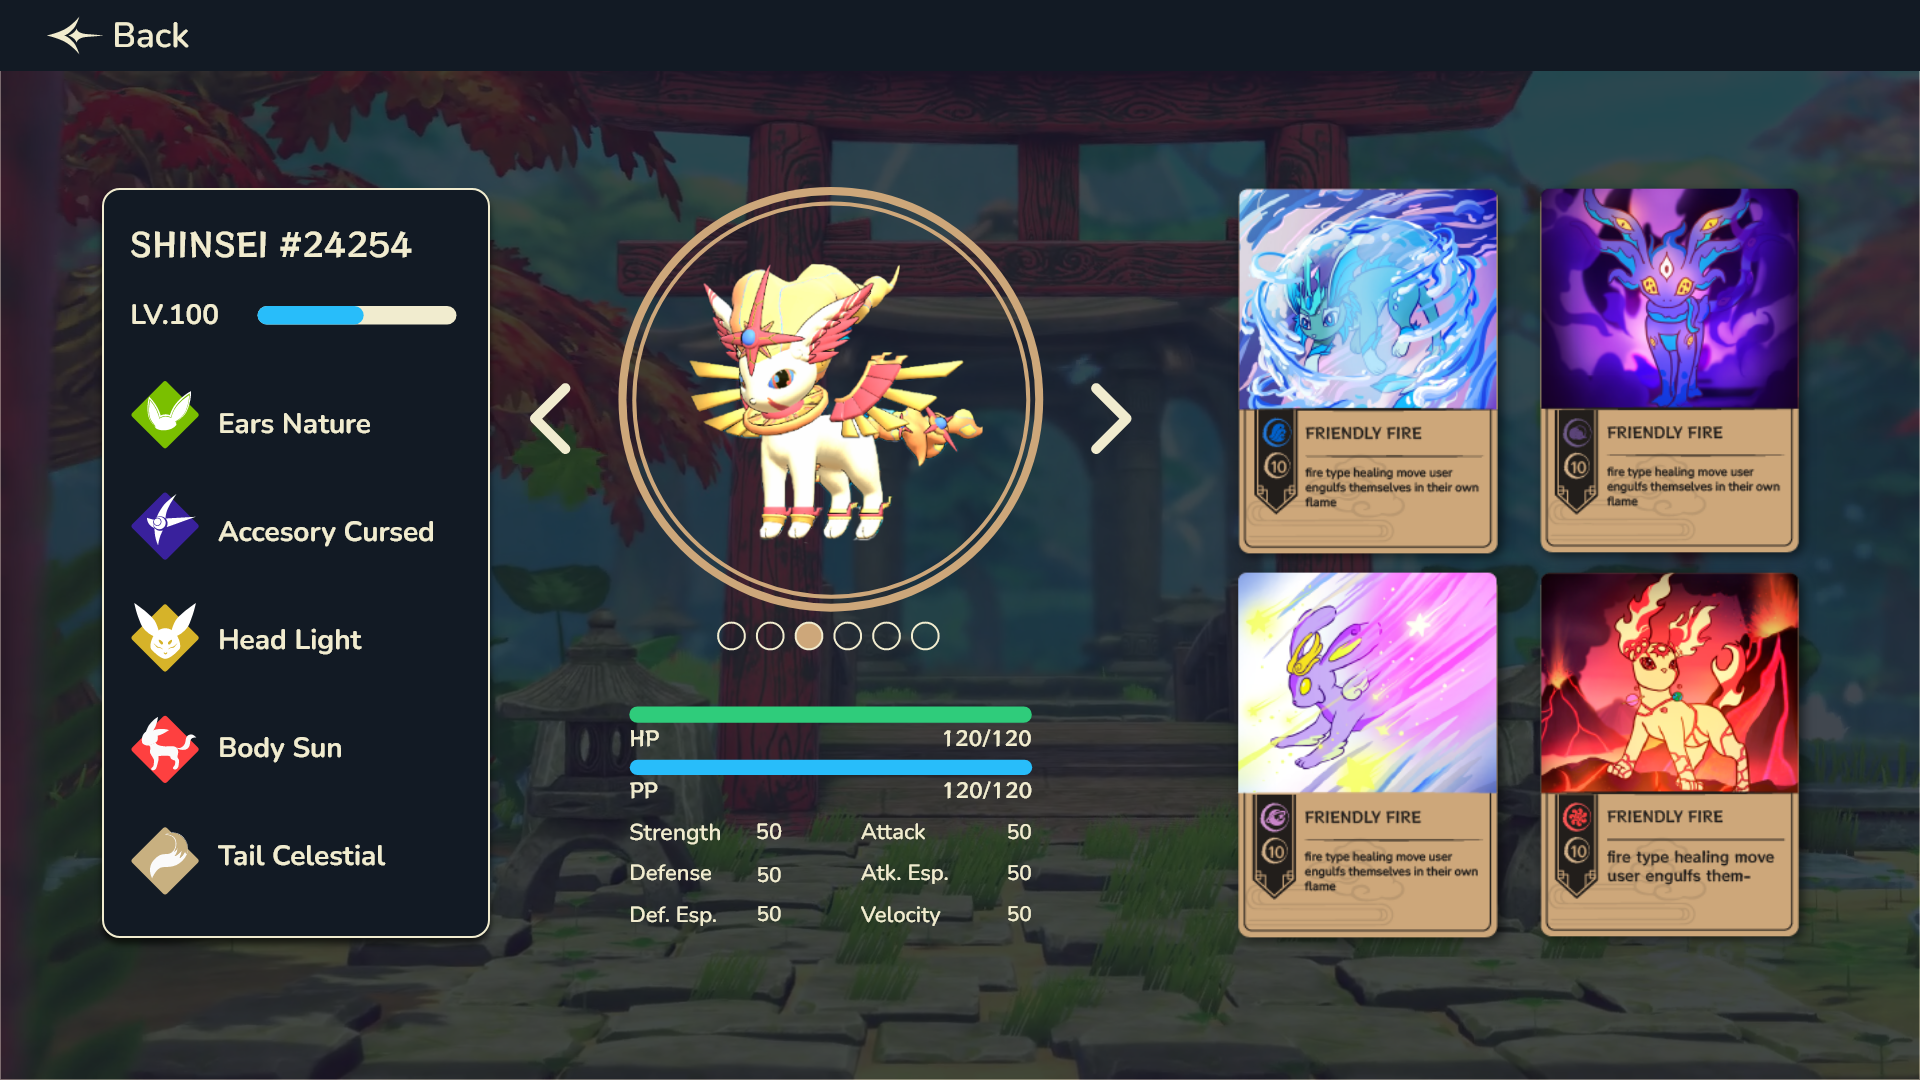 Back
SHINSEI #24254
LV.100
Ears Nature
Accesory Cursed
Head Light
Body Sun
Tail Celestial
HP 120/120
PP 120/120
Strength 50 Attack 50
Defense 50 Atk. Esp. 50
Def. Esp. 50 Velocity 50
FRIENDLY FIRE
10
fire type healing move user
engulfs themselves in their own
flame
FRIENDLY FIRE
10
fire type healing move user
engulfs themselves in their own
flame
FRIENDLY FIRE
10
fire type healing move user
engulfs themselves in their own
flame
FRIENDLY FIRE
10
fire type healing move
user engulfs them-